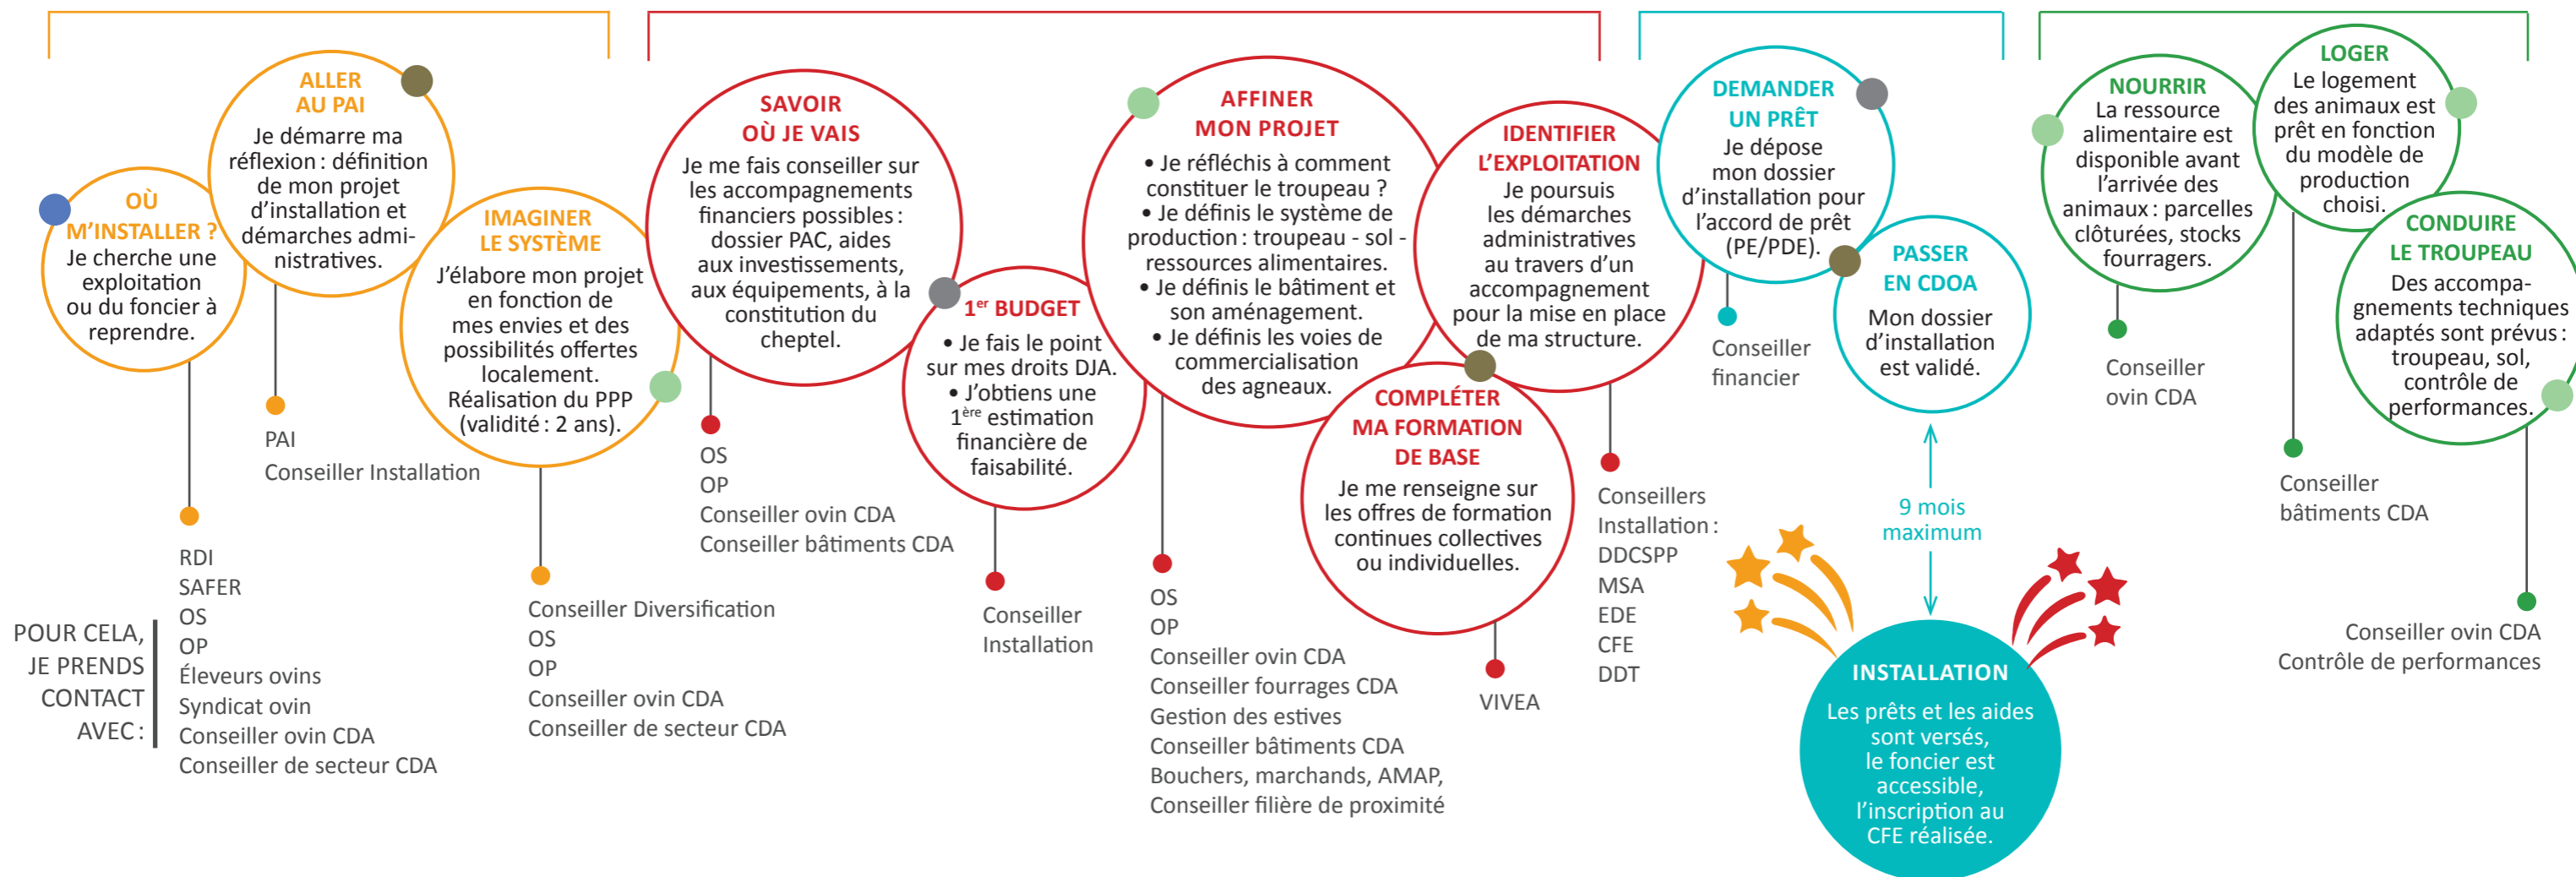 OÙ
M'INSTALLER ?
Je cherche une
exploitation
ou du foncier à
reprendre.
ALLER
AU PAI
Je démarre ma
réflexion : définition
de mon projet
d'installation et
démarches admi-
nistratives.
IMAGINER
LE SYSTÈME
J'élabore mon projet
en fonction de
mes envies et des
possibilités offertes
localement.
Réalisation du PPP
(validité : 2 ans).
SAVOIR
OÙ JE VAIS
Je me fais conseiller sur
les accompagnements
financiers possibles :
dossier PAC, aides
aux investissements,
aux équipements, à la
constitution du
cheptel.
1er BUDGET
• Je fais le point
sur mes droits DJA.
• J'obtiens une
1ère estimation
financière de
faisabilité.
AFFINER
MON PROJET
• Je réfléchis à comment
constituer le troupeau ?
• Je définis le système de
production : troupeau - sol -
ressources alimentaires.
• Je définis le bâtiment et
son aménagement.
• Je définis les voies de
commercialisation
des agneaux.
COMPLÉTER
MA FORMATION
DE BASE
Je me renseigne sur
les offres de formation
continues collectives
ou individuelles.
IDENTIFIER
L'EXPLOITATION
Je poursuis
les démarches
administratives
au travers d'un
accompagnement
pour la mise en place
de ma structure.
DEMANDER
UN PRÊT
Je dépose
mon dossier
d'installation pour
l'accord de prêt
(PE/PDE).
PASSER
EN CDOA
Mon dossier
d'installation
est validé.
NOURRIR
La ressource
alimentaire est
disponible avant
l'arrivée des
animaux : parcelles
clôturées, stocks
fourragers.
LOGER
Le logement
des animaux est
prêt en fonction
du modèle de
production
choisi.
CONDUIRE
LE TROUPEAU
Des accompa-
gnements techniques
adaptés sont prévus :
troupeau, sol,
contrôle de
performances.
POUR CELA,
JE PRENDS
CONTACT
AVEC :
RDI
SAFER
OS
OP
Éleveurs ovins
Syndicat ovin
Conseiller ovin CDA
Conseiller de secteur CDA
PAI
Conseiller Installation
Conseiller Diversification
OS
OP
Conseiller ovin CDA
Conseiller de secteur CDA
OS
OP
Conseiller ovin CDA
Conseiller bâtiments CDA
Conseiller
Installation
OS
OP
Conseiller ovin CDA
Conseiller fourrages CDA
Gestion des estives
Conseiller bâtiments CDA
Bouchers, marchands, AMAP,
Conseiller filière de proximité
VIVEA
Conseillers
Installation :
DDCSPP
MSA
EDE
CFE
DDT
Conseiller
financier
9 mois
maximum
INSTALLATION
Les prêts et les aides
sont versés,
le foncier est
accessible,
l'inscription au
CFE réalisée.
Conseiller
ovin CDA
Conseiller
bâtiments CDA
Conseiller ovin CDA
Contrôle de performances